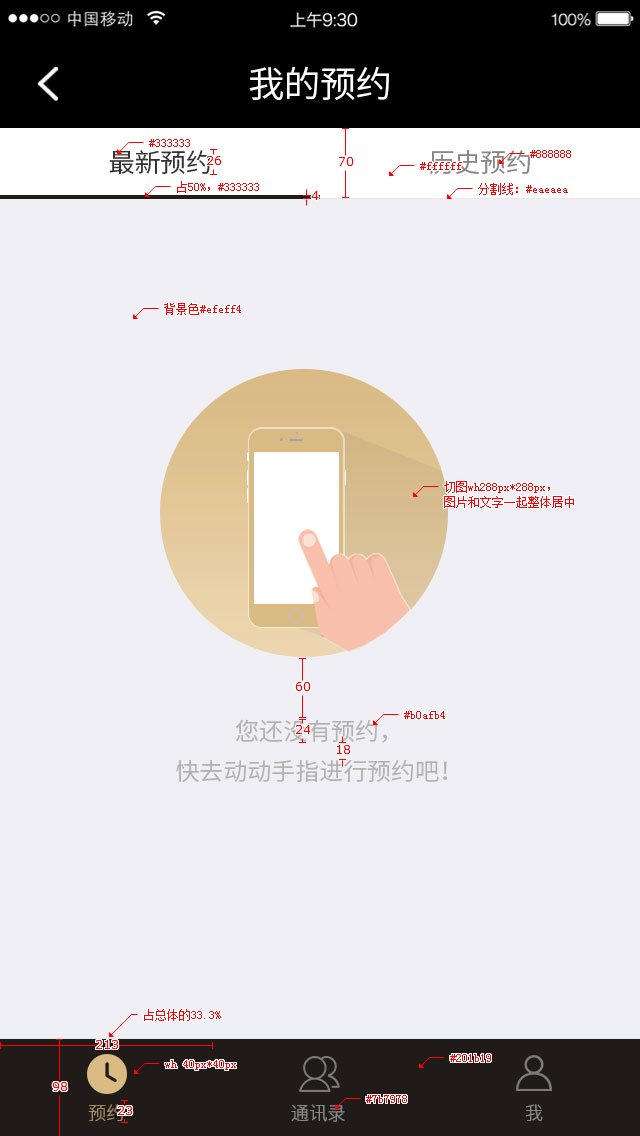 中国移动
上午9:30
100%
我的预约
最新预约
历史预约
#333333
26
70
#ffffff
#888888
占50%，#333333
4
分割线：#eaeaea
背景色#efeff4
切图wh288px*288px，
图片和文字一起整体居中
60
#b0afb4
您还没有预约，
24
18
快去动动手指进行预约吧！
占总体的33.3%
213
98
wh 40px*40px
#201b19
23
预约
通讯录
我